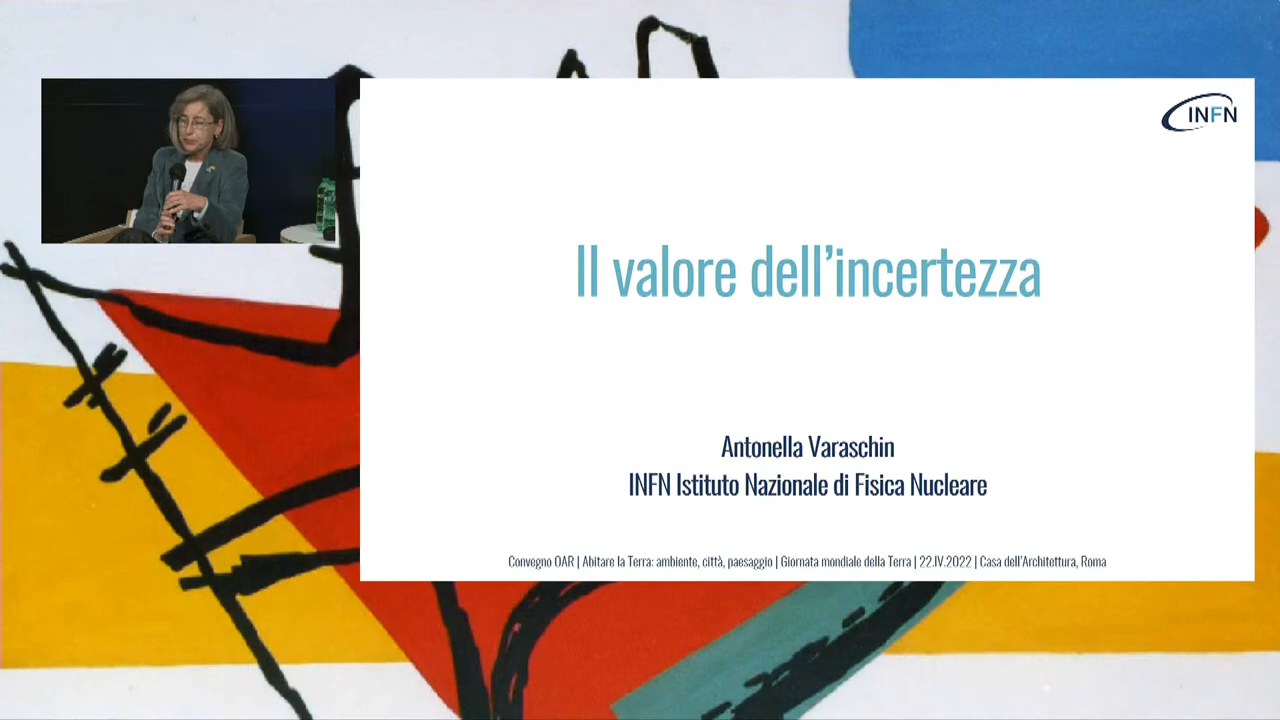 INFN
Il valore dell'incertezza
Antonella Varaschin
INFN Istituto Nazionale di Fisica Nucleare
Convegno OAR | Abitare la Terra: ambiente, città, paesaggio | Giornata mondiale della Terra | 22.IV.2022 | Casa dell'Architettura, Roma